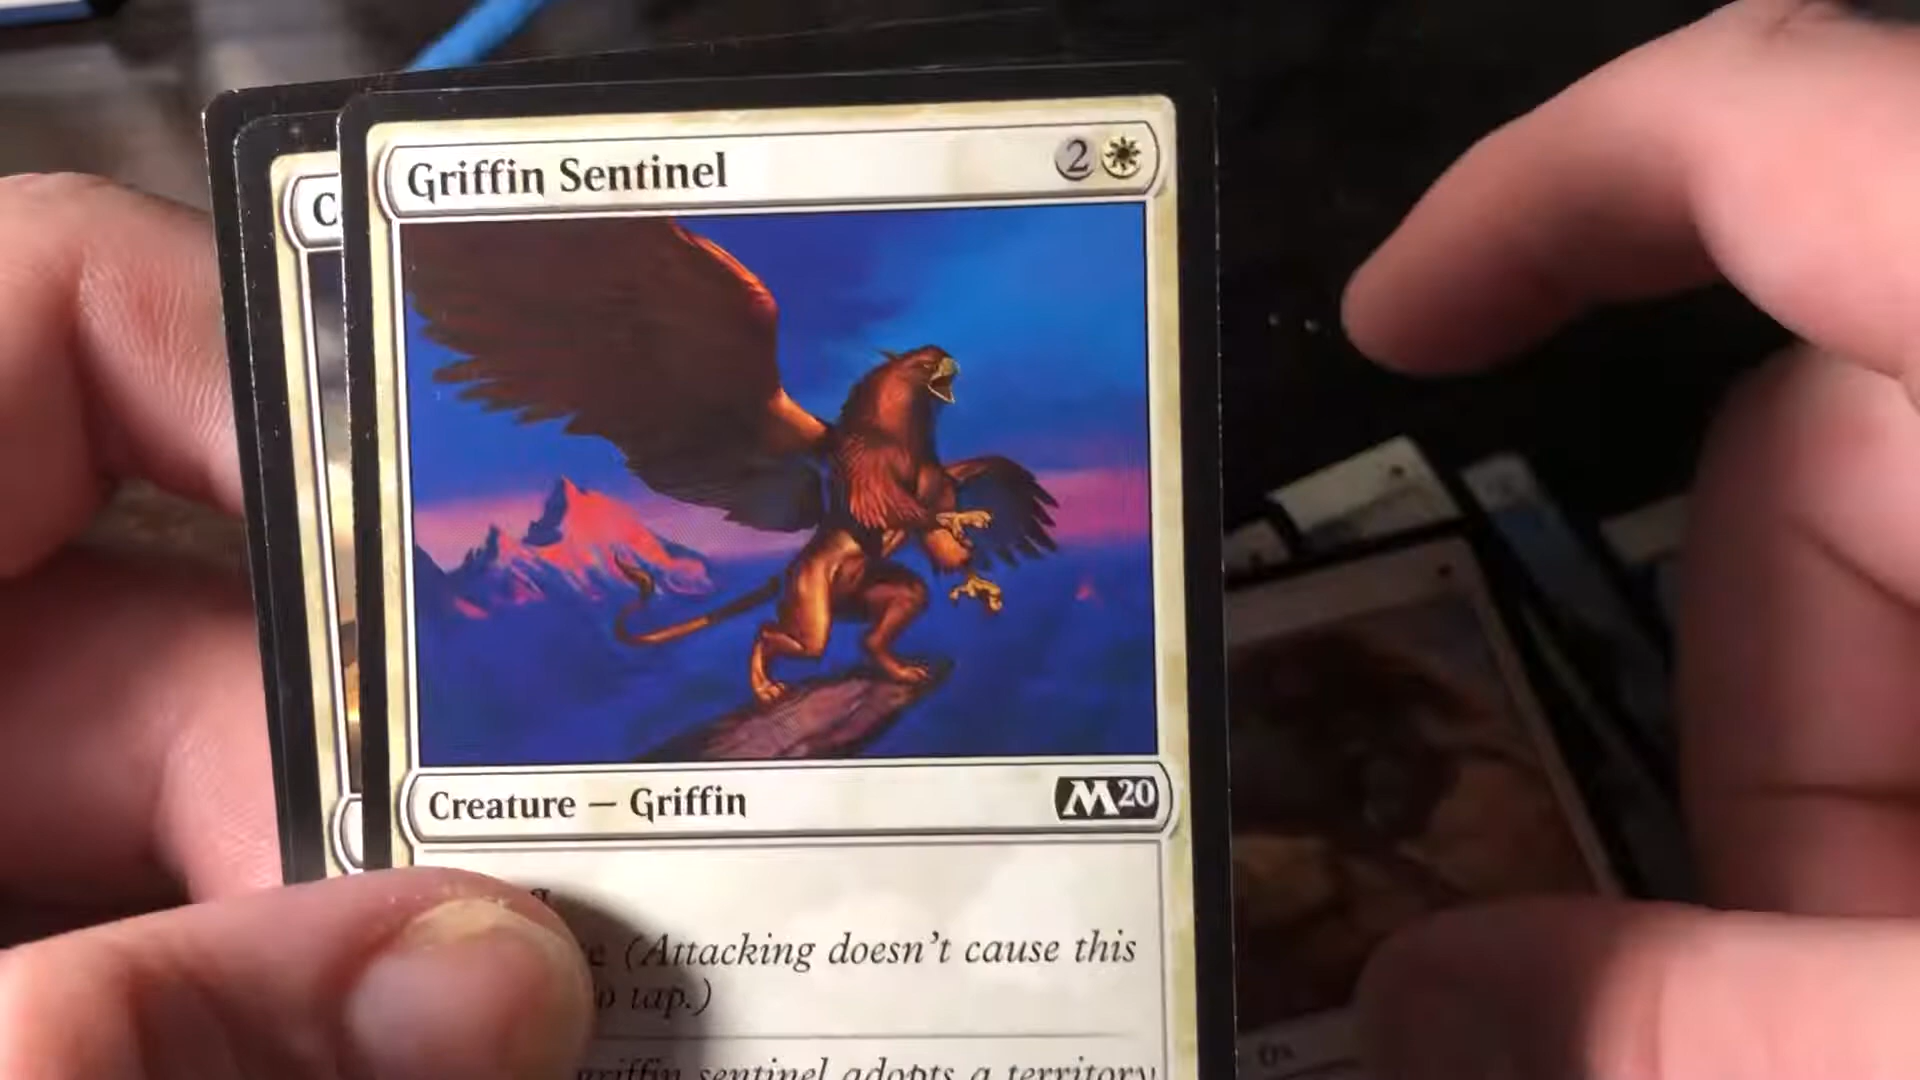 Griffin Sentinel 2
C
Creature — Griffin M20
g
e (Attacking doesn't cause this
o tap.)
griffin sentinel adopts a territory